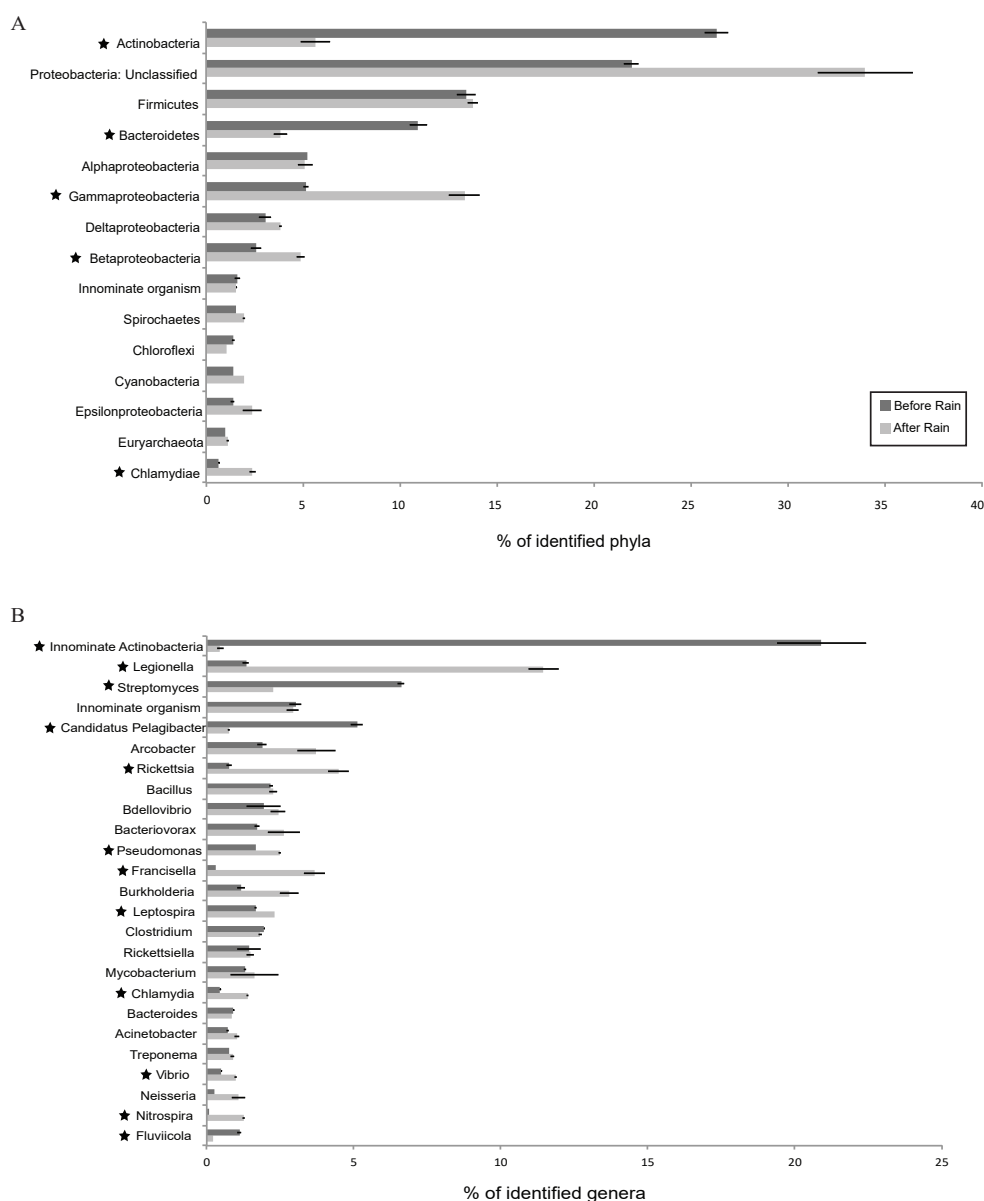 A
★ Actinobacteria
Proteobacteria: Unclassified
Firmicutes
★ Bacteroidetes
Alphaproteobacteria
★ Gammaproteobacteria
Deltaproteobacteria
★ Betaproteobacteria
Innominate organism
Spirochaetes
Chloroflexi
Cyanobacteria
Epsilonproteobacteria
Euryarchaeota
★ Chlamydiae
Before Rain
After Rain
0 5 10 15 20 25 30 35 40
% of identified phyla
B
★ Innominate Actinobacteria
★ Legionella
★ Streptomyces
Innominate organism
★ Candidatus Pelagibacter
Arcobacter
★ Rickettsia
Bacillus
Bdellovibrio
Bacteriovorax
★ Pseudomonas
★ Francisella
Burkholderia
★ Leptospira
Clostridium
Rickettsiella
Mycobacterium
★ Chlamydia
Bacteroides
Acinetobacter
Treponema
★ Vibrio
Neisseria
★ Nitrospira
★ Fluviicola
0 5 10 15 20 25
% of identified genera